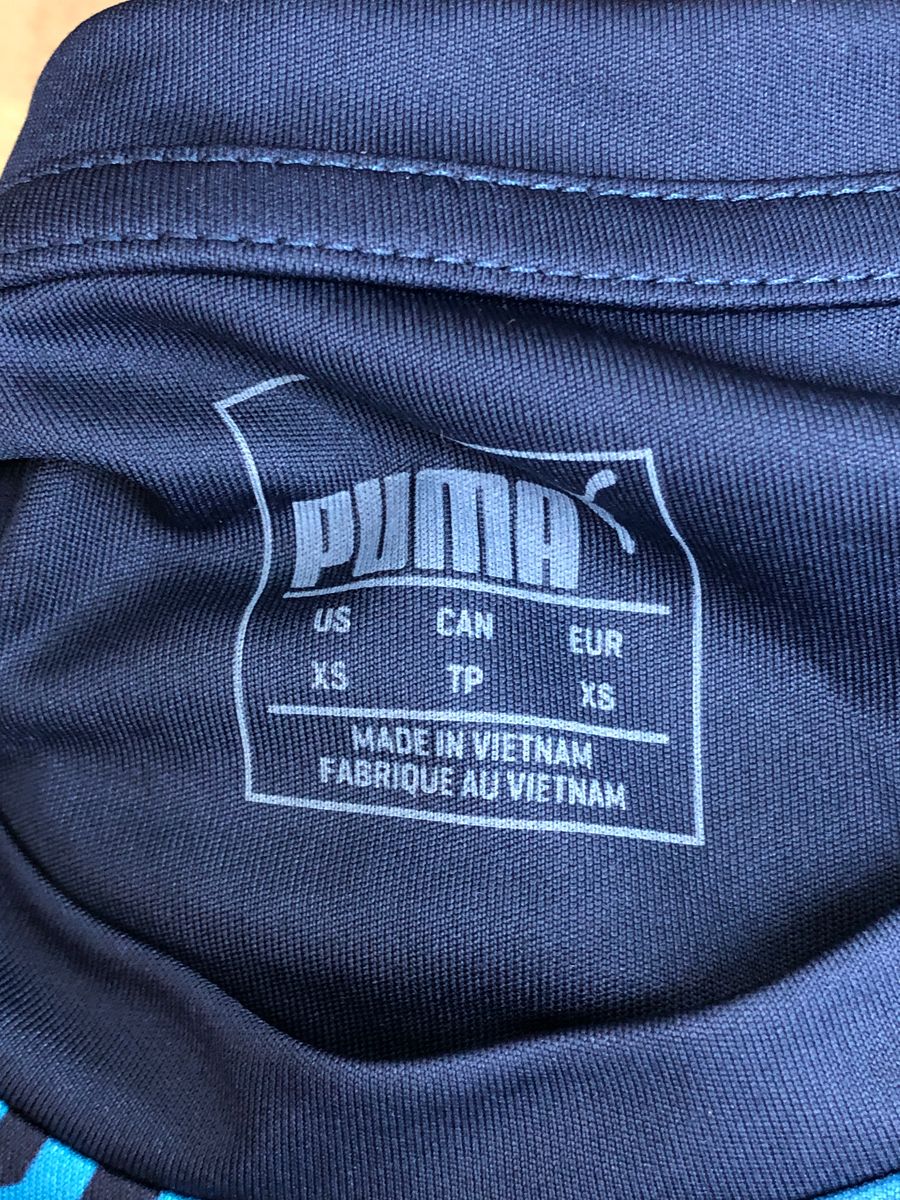 PUMA
US CAN EUR
XS TP XS
MADE IN VIETNAM
FABRIQUE AU VIETNAM